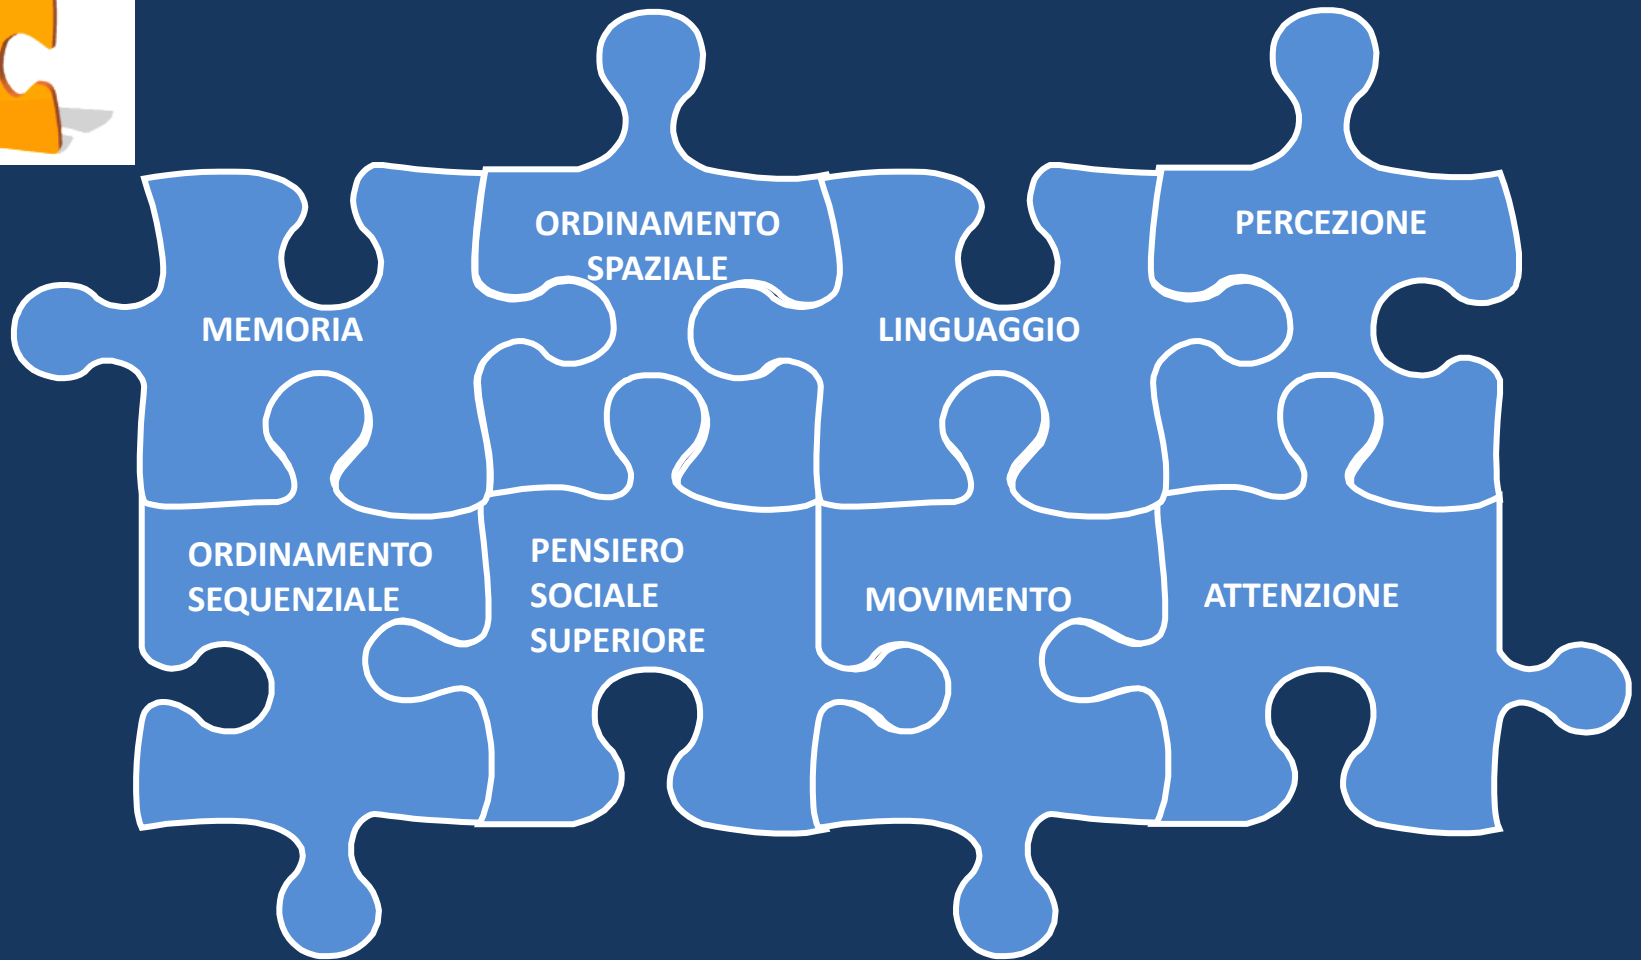 ORDINAMENTO
SPAZIALE
PERCEZIONE
MEMORIA
LINGUAGGIO
ORDINAMENTO
SEQUENZIALE
PENSIERO
SOCIALE
SUPERIORE
MOVIMENTO
ATTENZIONE